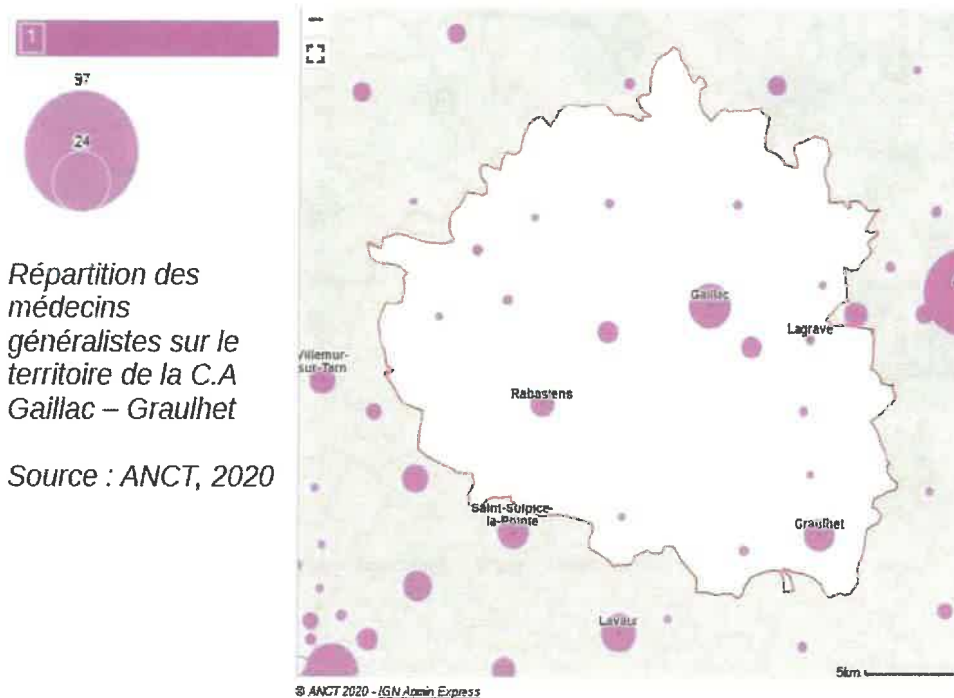 1
97
24
Répartition des
médecins
généralistes sur le
territoire de la C.A
Gaillac – Graulhet
Source : ANCT, 2020
Gaillac
Lagrave
Villemur-
sur-Tarn
Rabastens
Saint-Sulpice-
la-Pointe
Graulhet
Lavaur
5km
© ANCT 2020 - IGN Admin Express